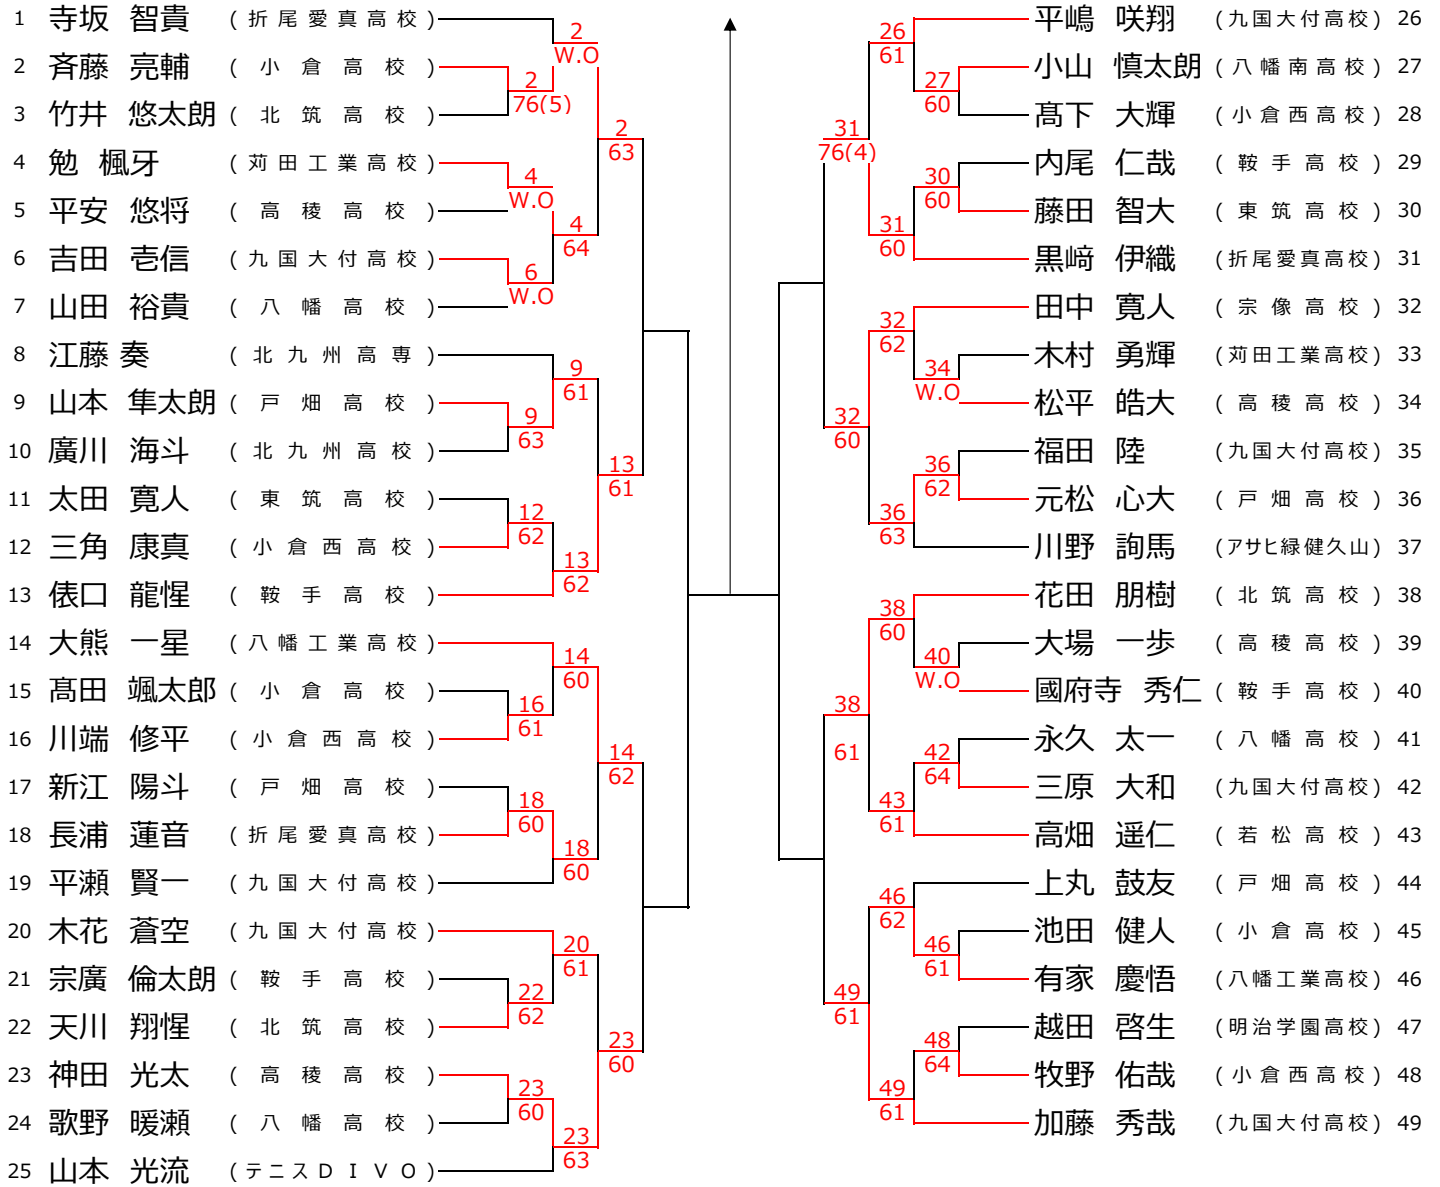 1 寺坂 智貴 (折尾愛真高校)
2 斉藤 亮輔 (小倉高校)
3 竹井 悠太朗 (北筑高校)
4 勉 楓牙 (苅田工業高校)
5 平安 悠将 (高稜高校)
6 吉田 壱信 (九国大付高校)
7 山田 裕貴 (八幡高校)
8 江藤 奏 (北九州高専)
9 山本 隼太朗 (戸畑高校)
10 廣川 海斗 (北九州高校)
11 太田 寛人 (東筑高校)
12 三角 康真 (小倉西高校)
13 俵口 龍惺 (鞍手高校)
14 大熊 一星 (八幡工業高校)
15 髙田 颯太郎 (小倉高校)
16 川端 修平 (小倉西高校)
17 新江 陽斗 (戸畑高校)
18 長浦 蓮音 (折尾愛真高校)
19 平瀬 賢一 (九国大付高校)
20 木花 蒼空 (九国大付高校)
21 宗廣 倫太朗 (鞍手高校)
22 天川 翔惺 (北筑高校)
23 神田 光太 (高稜高校)
24 歌野 暖瀬 (八幡高校)
25 山本 光流 (テニスDIVO)
2
76(5)
4
W.O
6
W.O
9
63
12
62
16
61
18
60
22
62
23
60
2
W.O
4
64
9
61
13
62
14
60
18
60
20
61
23
63
2
63
13
61
14
62
23
60
31
76(4)
32
60
38
61
49
61
26
61
31
60
32
62
36
63
38
60
43
61
46
62
49
61
27
60
30
60
34
W.O
36
62
40
W.O
42
64
46
61
48
64
平嶋 咲翔 (九国大付高校) 26
小山 慎太朗 (八幡南高校) 27
髙下 大輝 (小倉西高校) 28
内尾 仁哉 (鞍手高校) 29
藤田 智大 (東筑高校) 30
黒﨑 伊織 (折尾愛真高校) 31
田中 寛人 (宗像高校) 32
木村 勇輝 (苅田工業高校) 33
松平 皓大 (高稜高校) 34
福田 陸 (九国大付高校) 35
元松 心大 (戸畑高校) 36
川野 詢馬 (アサヒ緑健久山) 37
花田 朋樹 (北筑高校) 38
大場 一歩 (高稜高校) 39
國府寺 秀仁 (鞍手高校) 40
永久 太一 (八幡高校) 41
三原 大和 (九国大付高校) 42
高畑 遥仁 (若松高校) 43
上丸 鼓友 (戸畑高校) 44
池田 健人 (小倉高校) 45
有家 慶悟 (八幡工業高校) 46
越田 啓生 (明治学園高校) 47
牧野 佑哉 (小倉西高校) 48
加藤 秀哉 (九国大付高校) 49